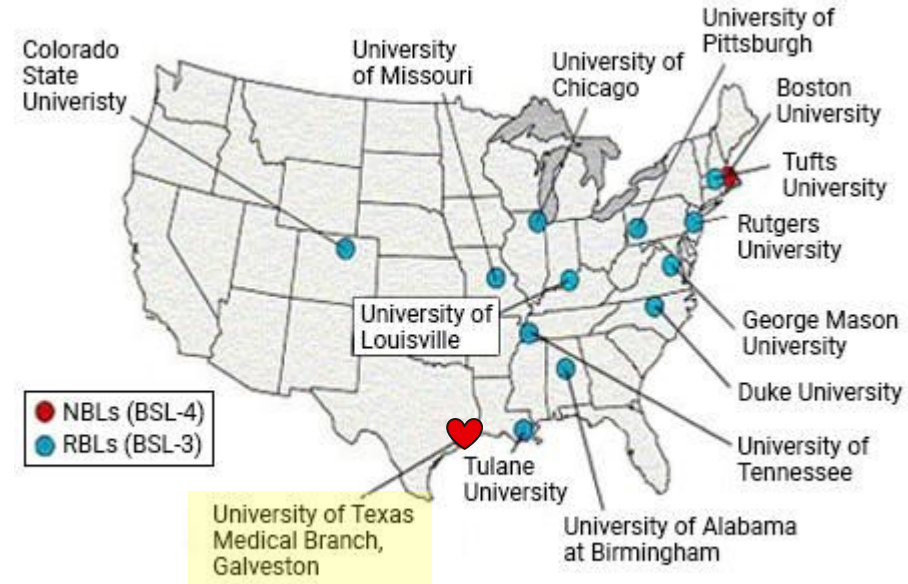 Colorado
State
Univeristy
University
of Missouri
University of
Chicago
University of
Pittsburgh
Boston
University
Tufts
University
Rutgers
University
University of
Louisville
George Mason
University
Duke University
NBLs (BSL-4)
RBLs (BSL-3)
University of
Tennessee
Tulane
University
University of Texas
Medical Branch,
Galveston
University of Alabama
at Birmingham